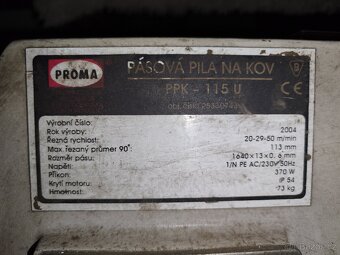 PROMA
PÁSOVÁ PILA NA KOV
PPK - 115 U
CE
Výrobní číslo:
Rok výroby: 2004
Řezná rychlost: 20-29-50 m/min
Max. řezaný průmer 90°: 113 mm
Rozměr pásu: 1640×13×0,6 mm
Napětí: 1/N PE AC/230V 50Hz
Příkon: 370 W
Krytí motoru: IP 54
Hmotnost: 73 kg